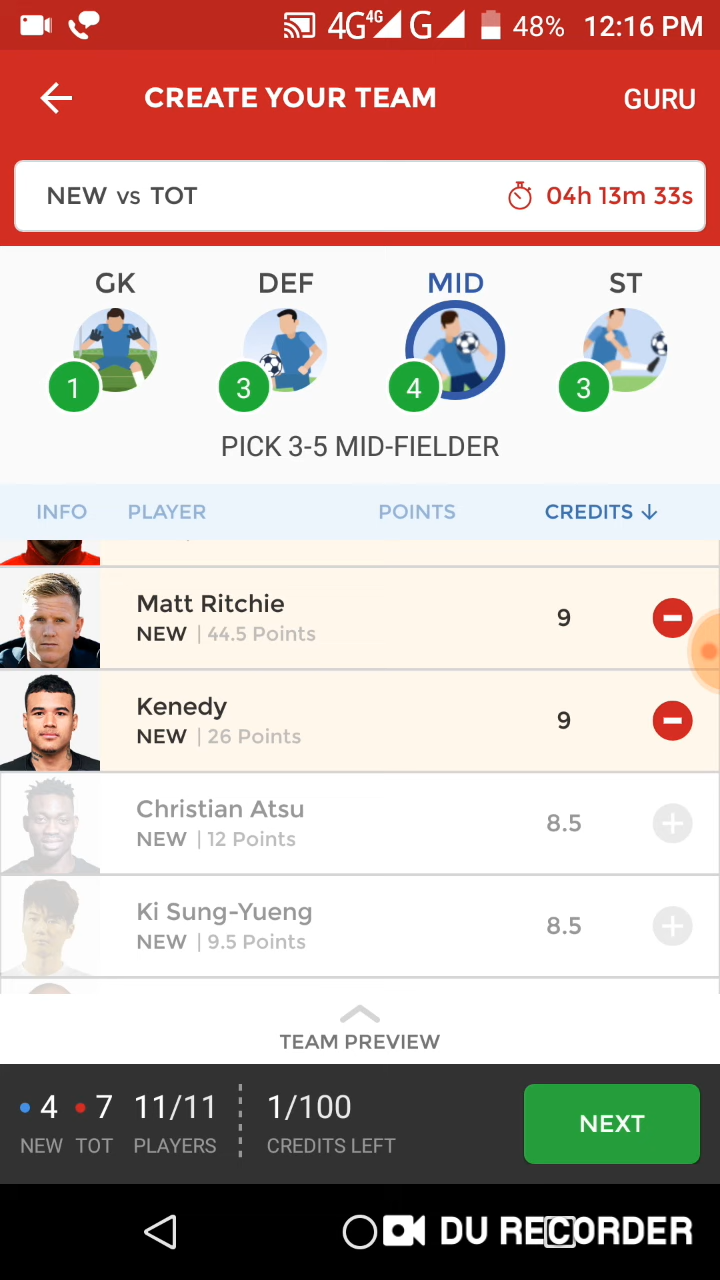 4G 4G G 48% 12:16 PM
CREATE YOUR TEAM GURU
NEW vs TOT 04h 13m 33s
GK DEF MID ST
1 3 4 3
PICK 3-5 MID-FIELDER
INFO PLAYER POINTS CREDITS
Matt Ritchie
NEW | 44.5 Points
9
Kenedy
NEW | 26 Points
9
Christian Atsu
NEW | 12 Points
8.5
Ki Sung-Yueng
NEW | 9.5 Points
8.5
TEAM PREVIEW
4 7 11/11 1/100
NEW TOT PLAYERS CREDITS LEFT
NEXT
DU RECORDER